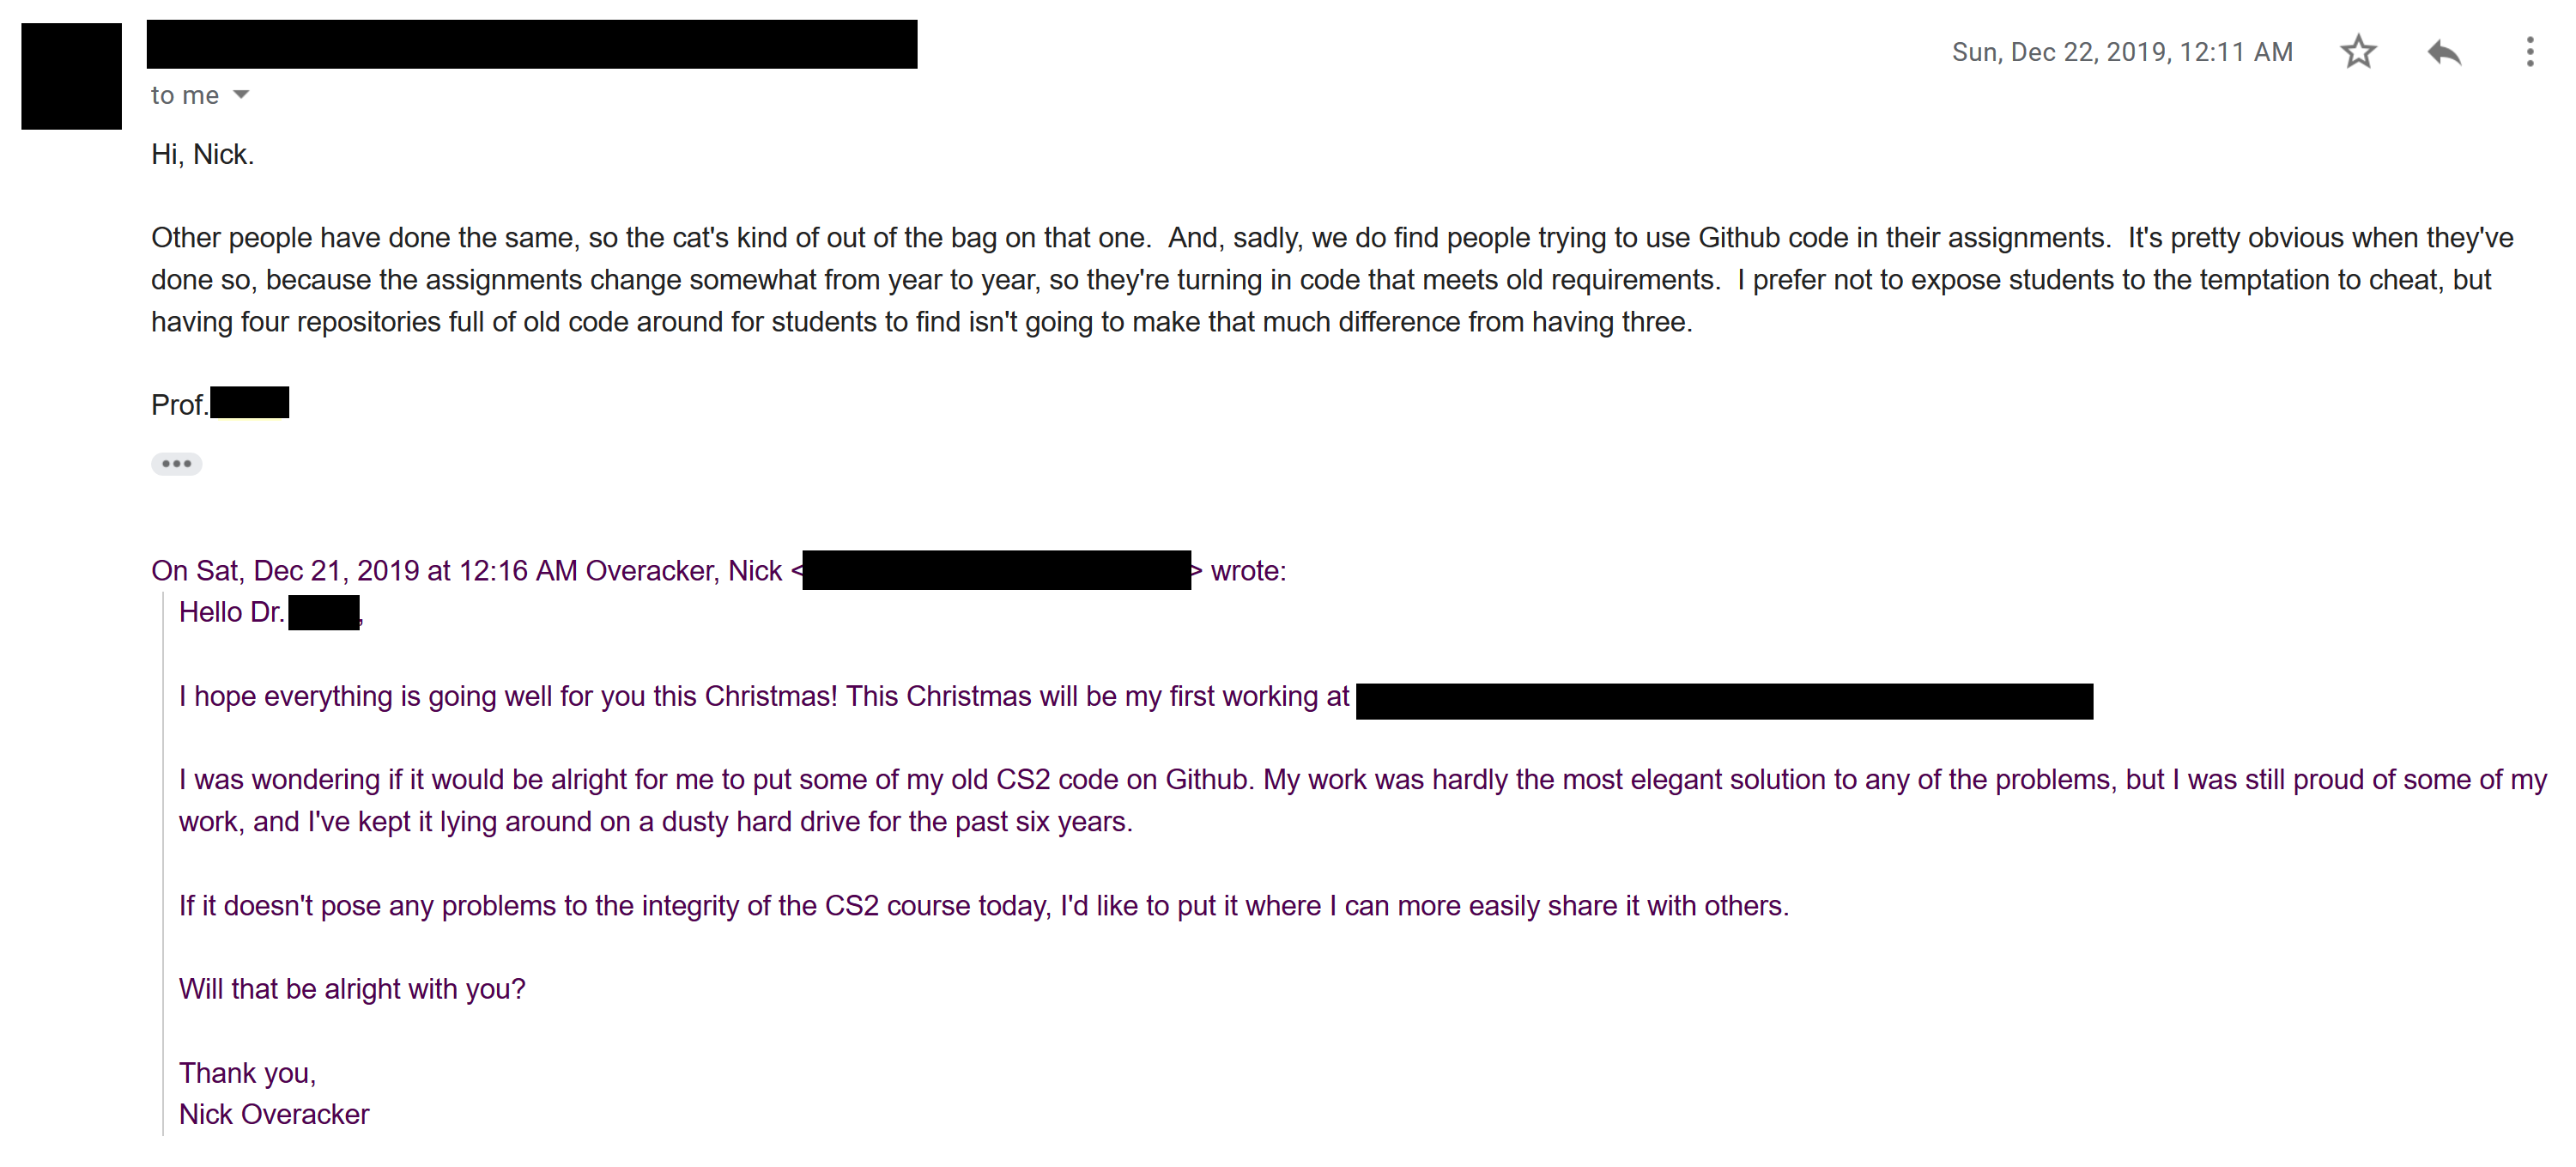 Sun, Dec 22, 2019, 12:11 AM
to me
Hi, Nick.
Other people have done the same, so the cat's kind of out of the bag on that one.  And, sadly, we do find people trying to use Github code in their assignments.  It's pretty obvious when they've
done so, because the assignments change somewhat from year to year, so they're turning in code that meets old requirements.  I prefer not to expose students to the temptation to cheat, but
having four repositories full of old code around for students to find isn't going to make that much difference from having three.
Prof.
On Sat, Dec 21, 2019 at 12:16 AM Overacker, Nick < > wrote:
Hello Dr. ,
I hope everything is going well for you this Christmas! This Christmas will be my first working at
I was wondering if it would be alright for me to put some of my old CS2 code on Github. My work was hardly the most elegant solution to any of the problems, but I was still proud of some of my
work, and I've kept it lying around on a dusty hard drive for the past six years.
If it doesn't pose any problems to the integrity of the CS2 course today, I'd like to put it where I can more easily share it with others.
Will that be alright with you?
Thank you,
Nick Overacker